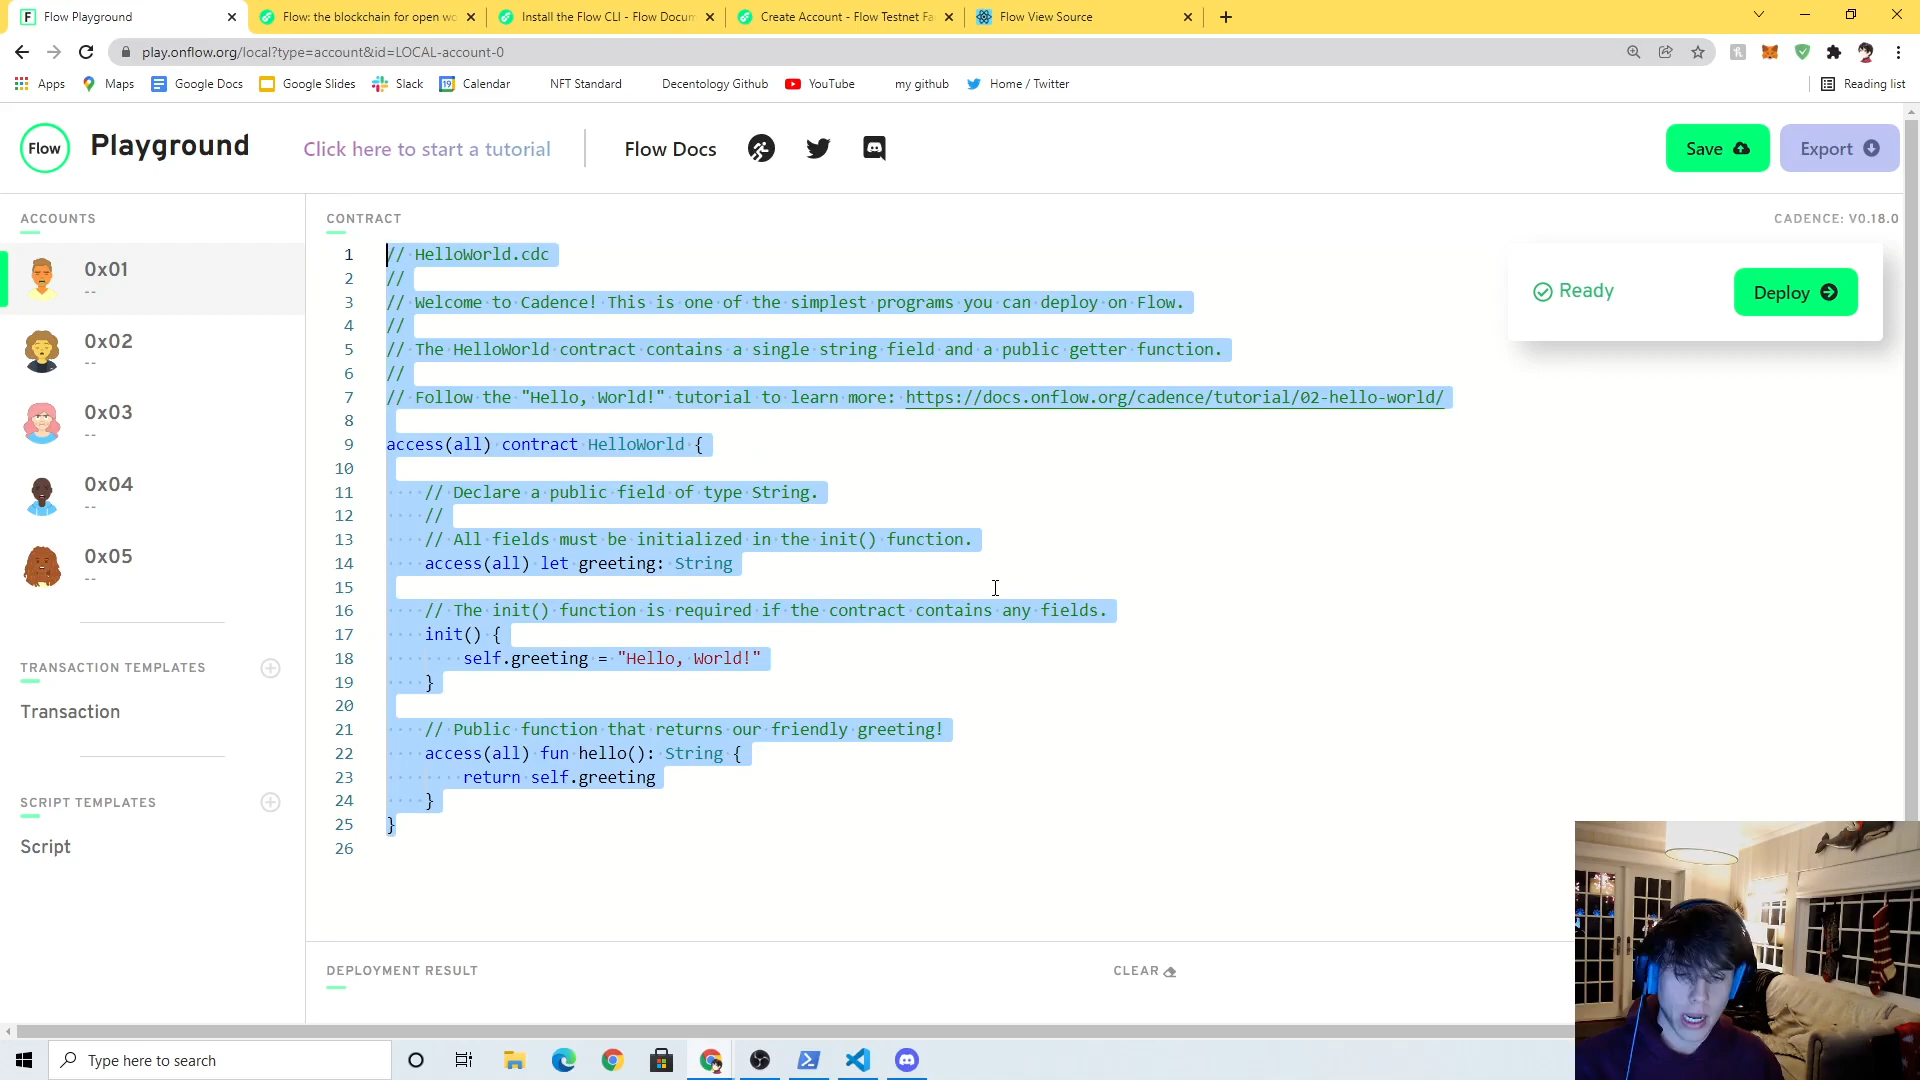 Flow Playground
Flow: the blockchain for open wo
Install the Flow CLI - Flow Docum
Create Account - Flow Testnet Fa
Flow View Source
play.onflow.org/local?type=account&id=LOCAL-account-0
Apps
Maps
Google Docs
Google Slides
Slack
Calendar
NFT Standard
Decentology Github
YouTube
my github
Home / Twitter
Reading list
Flow
Playground
Click here to start a tutorial
Flow Docs
Save
Export
ACCOUNTS
CONTRACT
CADENCE: V0.18.0
0x01
--
0x02
--
0x03
--
0x04
--
0x05
--
TRANSACTION TEMPLATES
Transaction
SCRIPT TEMPLATES
Script
1 // HelloWorld.cdc
2 //
3 // Welcome to Cadence! This is one of the simplest programs you can deploy on Flow.
4 //
5 // The HelloWorld contract contains a single string field and a public getter function.
6 //
7 // Follow the "Hello, World!" tutorial to learn more: https://docs.onflow.org/cadence/tutorial/02-hello-world/
8
9 access(all) contract HelloWorld {
10
11 // Declare a public field of type String.
12 //
13 // All fields must be initialized in the init() function.
14 access(all) let greeting: String
15
16 // The init() function is required if the contract contains any fields.
17 init() {
18 self.greeting = "Hello, World!"
19 }
20
21 // Public function that returns our friendly greeting!
22 access(all) fun hello(): String {
23 return self.greeting
24 }
25 }
26
Ready
Deploy
DEPLOYMENT RESULT
CLEAR
Type here to search